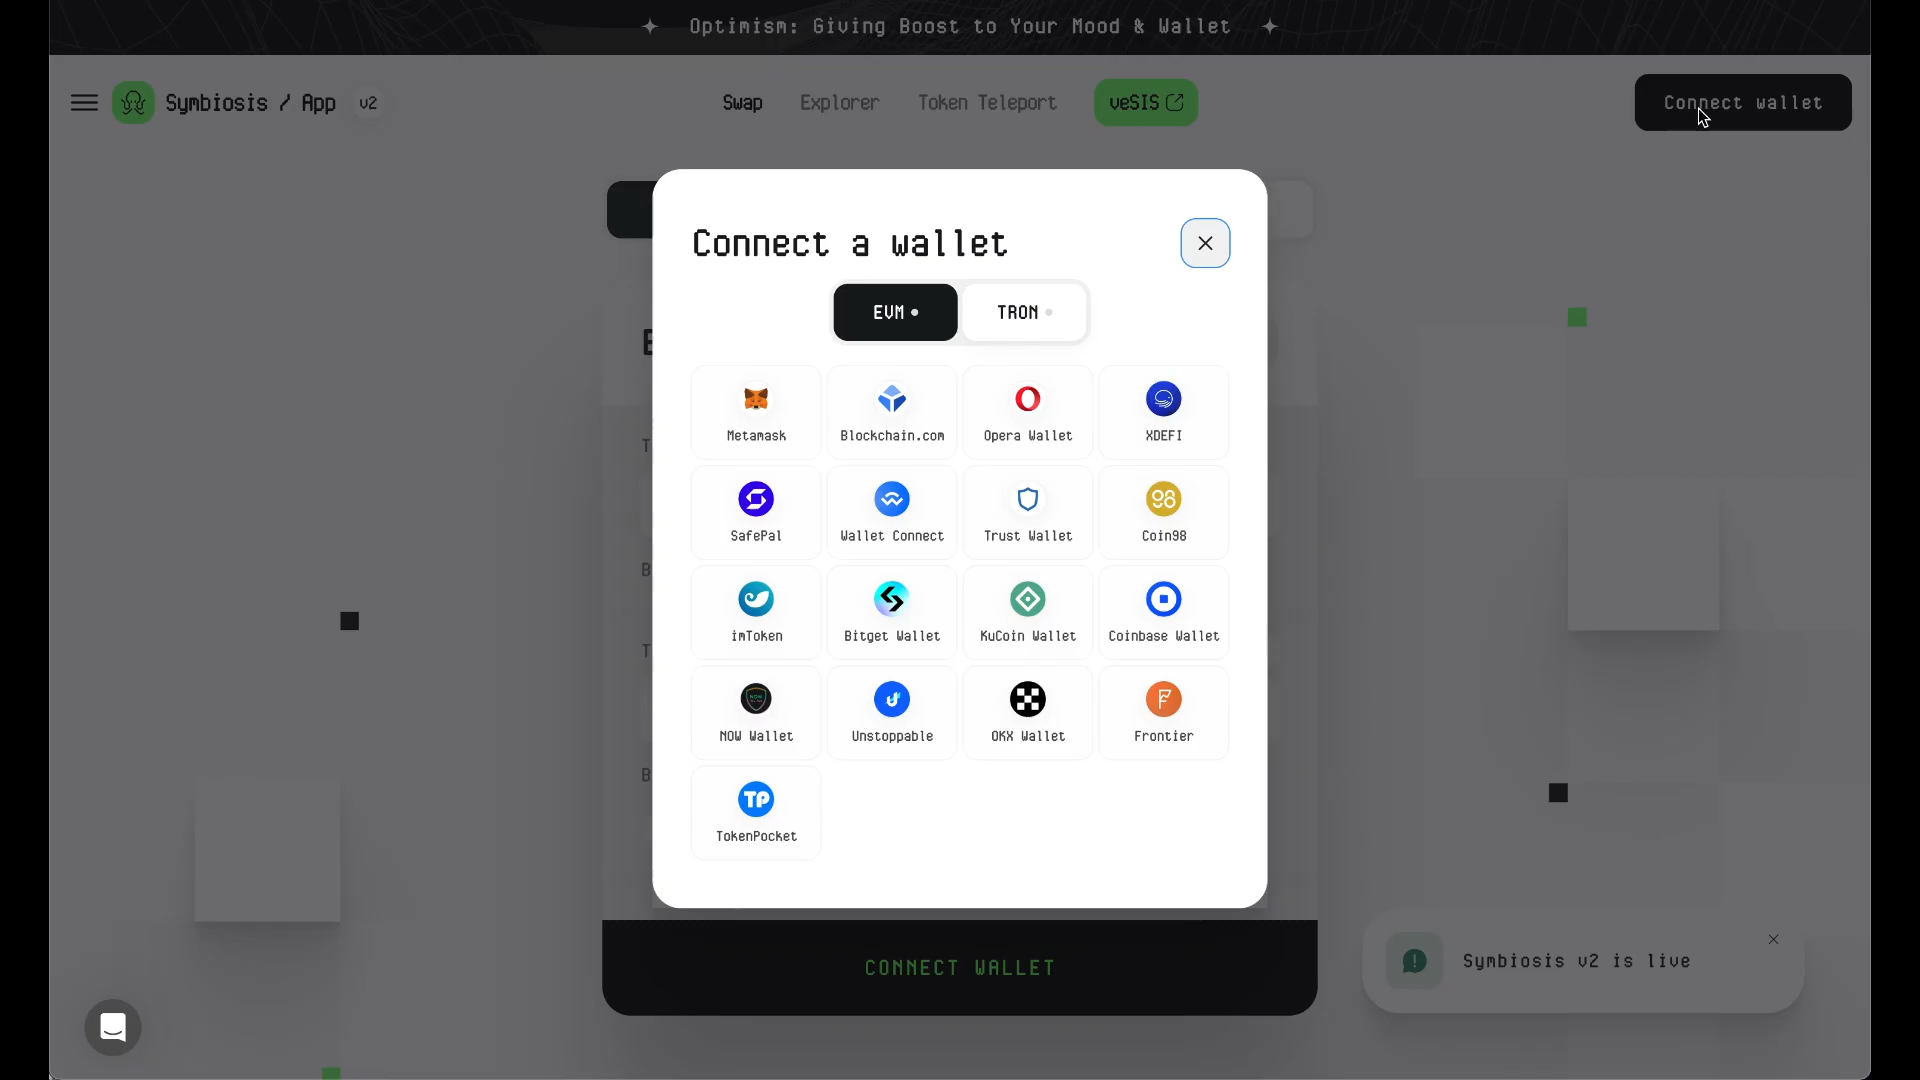 Optimism: Giving Boost to Your Mood & Wallet
Symbiosis / App v2
Swap Explorer Token Teleport veSIS
Connect wallet
Connect a wallet
EVM TRON
Metamask Blockchain.com Opera Wallet XDEFI
SafePal Wallet Connect Trust Wallet Coin98
imToken Bitget Wallet KuCoin Wallet Coinbase Wallet
NOW Wallet Unstoppable OKX Wallet Frontier
TP
TokenPocket
CONNECT WALLET
Symbiosis v2 is live